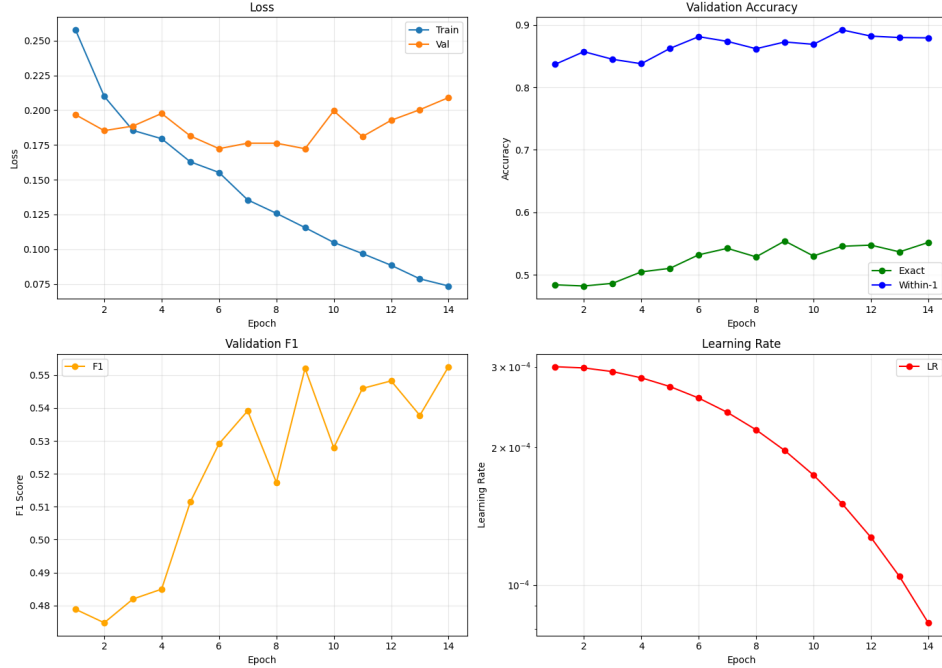 Loss
Train
Val
0.250
0.225
0.200
0.175
0.150
0.125
0.100
0.075
Loss
2 4 6 8 10 12 14
Epoch
Validation Accuracy
0.9
0.8
0.7
0.6
0.5
Accuracy
Exact
Within-1
2 4 6 8 10 12 14
Epoch
Validation F1
F1
0.55
0.54
0.53
0.52
0.51
0.50
0.49
0.48
F1 Score
2 4 6 8 10 12 14
Epoch
Learning Rate
LR
3 × 10⁻⁴
2 × 10⁻⁴
10⁻⁴
Learning Rate
2 4 6 8 10 12 14
Epoch